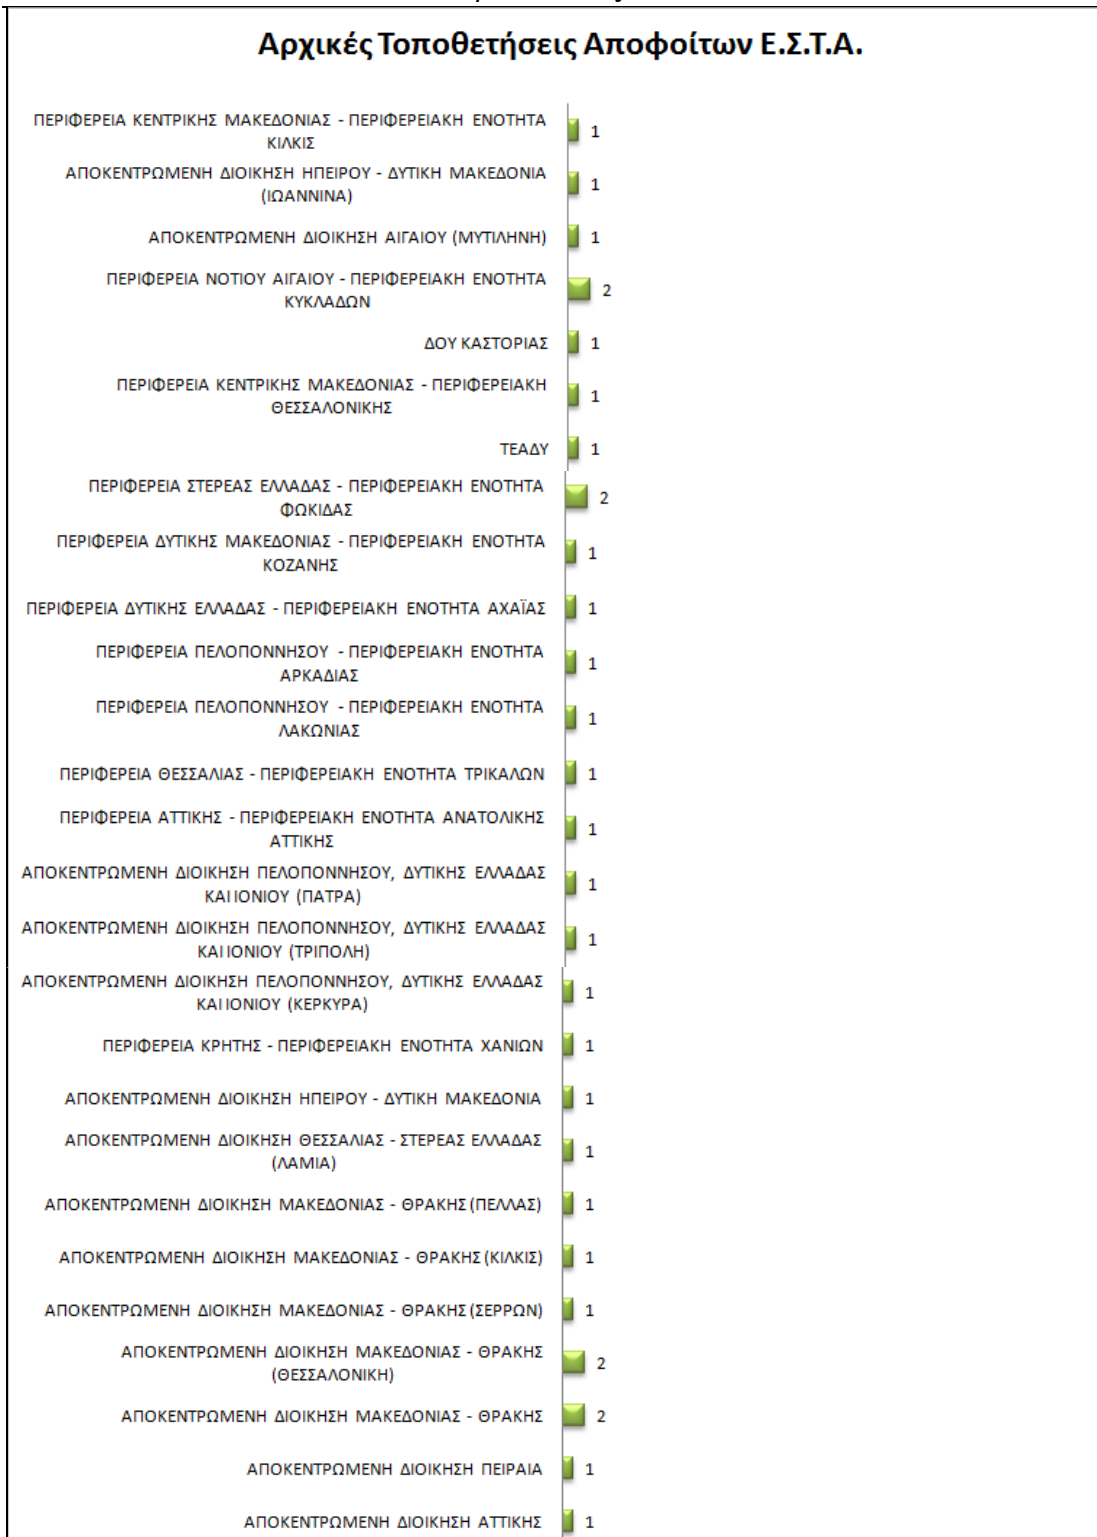 Αρχικές Τοποθετήσεις Αποφοίτων Ε.Σ.Τ.Α.
ΠΕΡΙΦΕΡΕΙΑ ΚΕΝΤΡΙΚΗΣ ΜΑΚΕΔΟΝΙΑΣ - ΠΕΡΙΦΕΡΕΙΑΚΗ ΕΝΟΤΗΤΑ
ΚΙΛΚΙΣ
1
ΑΠΟΚΕΝΤΡΩΜΕΝΗ ΔΙΟΙΚΗΣΗ ΗΠΕΙΡΟΥ - ΔΥΤΙΚΗ ΜΑΚΕΔΟΝΙΑ
(ΙΩΑΝΝΙΝΑ)
1
ΑΠΟΚΕΝΤΡΩΜΕΝΗ ΔΙΟΙΚΗΣΗ ΑΙΓΑΙΟΥ (ΜΥΤΙΛΗΝΗ)
1
ΠΕΡΙΦΕΡΕΙΑ ΝΟΤΙΟΥ ΑΙΓΑΙΟΥ - ΠΕΡΙΦΕΡΕΙΑΚΗ ΕΝΟΤΗΤΑ
ΚΥΚΛΑΔΩΝ
2
ΔΟΥ ΚΑΣΤΟΡΙΑΣ
1
ΠΕΡΙΦΕΡΕΙΑ ΚΕΝΤΡΙΚΗΣ ΜΑΚΕΔΟΝΙΑΣ - ΠΕΡΙΦΕΡΕΙΑΚΗ
ΘΕΣΣΑΛΟΝΙΚΗΣ
1
ΤΕΑΔΥ
1
ΠΕΡΙΦΕΡΕΙΑ ΣΤΕΡΕΑΣ ΕΛΛΑΔΑΣ - ΠΕΡΙΦΕΡΕΙΑΚΗ ΕΝΟΤΗΤΑ
ΦΩΚΙΔΑΣ
2
ΠΕΡΙΦΕΡΕΙΑ ΔΥΤΙΚΗΣ ΜΑΚΕΔΟΝΙΑΣ - ΠΕΡΙΦΕΡΕΙΑΚΗ ΕΝΟΤΗΤΑ
ΚΟΖΑΝΗΣ
1
ΠΕΡΙΦΕΡΕΙΑ ΔΥΤΙΚΗΣ ΕΛΛΑΔΑΣ - ΠΕΡΙΦΕΡΕΙΑΚΗ ΕΝΟΤΗΤΑ ΑΧΑΪΑΣ
1
ΠΕΡΙΦΕΡΕΙΑ ΠΕΛΟΠΟΝΝΗΣΟΥ - ΠΕΡΙΦΕΡΕΙΑΚΗ ΕΝΟΤΗΤΑ
ΑΡΚΑΔΙΑΣ
1
ΠΕΡΙΦΕΡΕΙΑ ΠΕΛΟΠΟΝΝΗΣΟΥ - ΠΕΡΙΦΕΡΕΙΑΚΗ ΕΝΟΤΗΤΑ
ΛΑΚΩΝΙΑΣ
1
ΠΕΡΙΦΕΡΕΙΑ ΘΕΣΣΑΛΙΑΣ - ΠΕΡΙΦΕΡΕΙΑΚΗ ΕΝΟΤΗΤΑ ΤΡΙΚΑΛΩΝ
1
ΠΕΡΙΦΕΡΕΙΑ ΑΤΤΙΚΗΣ - ΠΕΡΙΦΕΡΕΙΑΚΗ ΕΝΟΤΗΤΑ ΑΝΑΤΟΛΙΚΗΣ
ΑΤΤΙΚΗΣ
1
ΑΠΟΚΕΝΤΡΩΜΕΝΗ ΔΙΟΙΚΗΣΗ ΠΕΛΟΠΟΝΝΗΣΟΥ, ΔΥΤΙΚΗΣ ΕΛΛΑΔΑΣ
ΚΑΙ ΙΟΝΙΟΥ (ΠΑΤΡΑ)
1
ΑΠΟΚΕΝΤΡΩΜΕΝΗ ΔΙΟΙΚΗΣΗ ΠΕΛΟΠΟΝΝΗΣΟΥ, ΔΥΤΙΚΗΣ ΕΛΛΑΔΑΣ
ΚΑΙ ΙΟΝΙΟΥ (ΤΡΙΠΟΛΗ)
1
ΑΠΟΚΕΝΤΡΩΜΕΝΗ ΔΙΟΙΚΗΣΗ ΠΕΛΟΠΟΝΝΗΣΟΥ, ΔΥΤΙΚΗΣ ΕΛΛΑΔΑΣ
ΚΑΙ ΙΟΝΙΟΥ (ΚΕΡΚΥΡΑ)
1
ΠΕΡΙΦΕΡΕΙΑ ΚΡΗΤΗΣ - ΠΕΡΙΦΕΡΕΙΑΚΗ ΕΝΟΤΗΤΑ ΧΑΝΙΩΝ
1
ΑΠΟΚΕΝΤΡΩΜΕΝΗ ΔΙΟΙΚΗΣΗ ΗΠΕΙΡΟΥ - ΔΥΤΙΚΗ ΜΑΚΕΔΟΝΙΑ
1
ΑΠΟΚΕΝΤΡΩΜΕΝΗ ΔΙΟΙΚΗΣΗ ΘΕΣΣΑΛΙΑΣ - ΣΤΕΡΕΑΣ ΕΛΛΑΔΑΣ
(ΛΑΜΙΑ)
1
ΑΠΟΚΕΝΤΡΩΜΕΝΗ ΔΙΟΙΚΗΣΗ ΜΑΚΕΔΟΝΙΑΣ - ΘΡΑΚΗΣ (ΠΕΛΛΑΣ)
1
ΑΠΟΚΕΝΤΡΩΜΕΝΗ ΔΙΟΙΚΗΣΗ ΜΑΚΕΔΟΝΙΑΣ - ΘΡΑΚΗΣ (ΚΙΛΚΙΣ)
1
ΑΠΟΚΕΝΤΡΩΜΕΝΗ ΔΙΟΙΚΗΣΗ ΜΑΚΕΔΟΝΙΑΣ - ΘΡΑΚΗΣ (ΣΕΡΡΩΝ)
1
ΑΠΟΚΕΝΤΡΩΜΕΝΗ ΔΙΟΙΚΗΣΗ ΜΑΚΕΔΟΝΙΑΣ - ΘΡΑΚΗΣ
(ΘΕΣΣΑΛΟΝΙΚΗ)
2
ΑΠΟΚΕΝΤΡΩΜΕΝΗ ΔΙΟΙΚΗΣΗ ΜΑΚΕΔΟΝΙΑΣ - ΘΡΑΚΗΣ
2
ΑΠΟΚΕΝΤΡΩΜΕΝΗ ΔΙΟΙΚΗΣΗ ΠΕΙΡΑΙΑ
1
ΑΠΟΚΕΝΤΡΩΜΕΝΗ ΔΙΟΙΚΗΣΗ ΑΤΤΙΚΗΣ
1